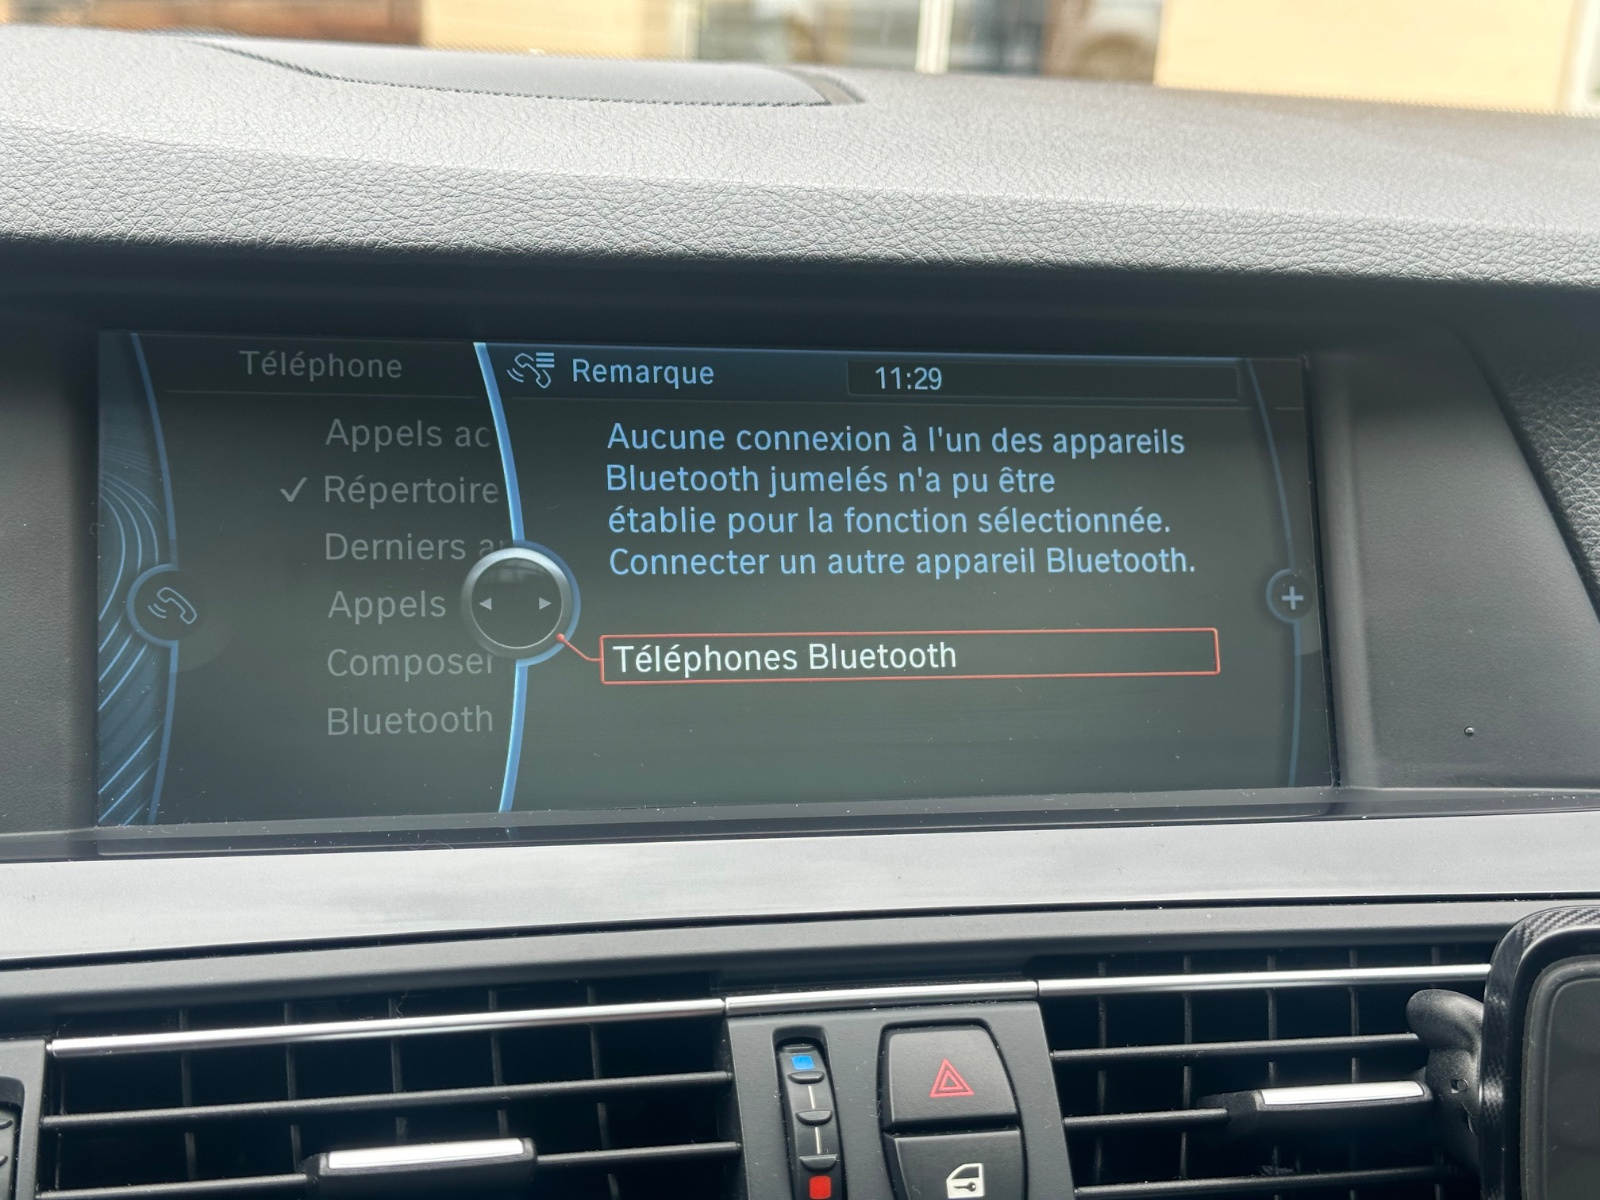 Téléphone
Appels ac
✓ Répertoire
Derniers a
Appels
Composer
Bluetooth
Remarque
11:29
Aucune connexion à l'un des appareils
Bluetooth jumelés n'a pu être
établie pour la fonction sélectionnée.
Connecter un autre appareil Bluetooth.
Téléphones Bluetooth